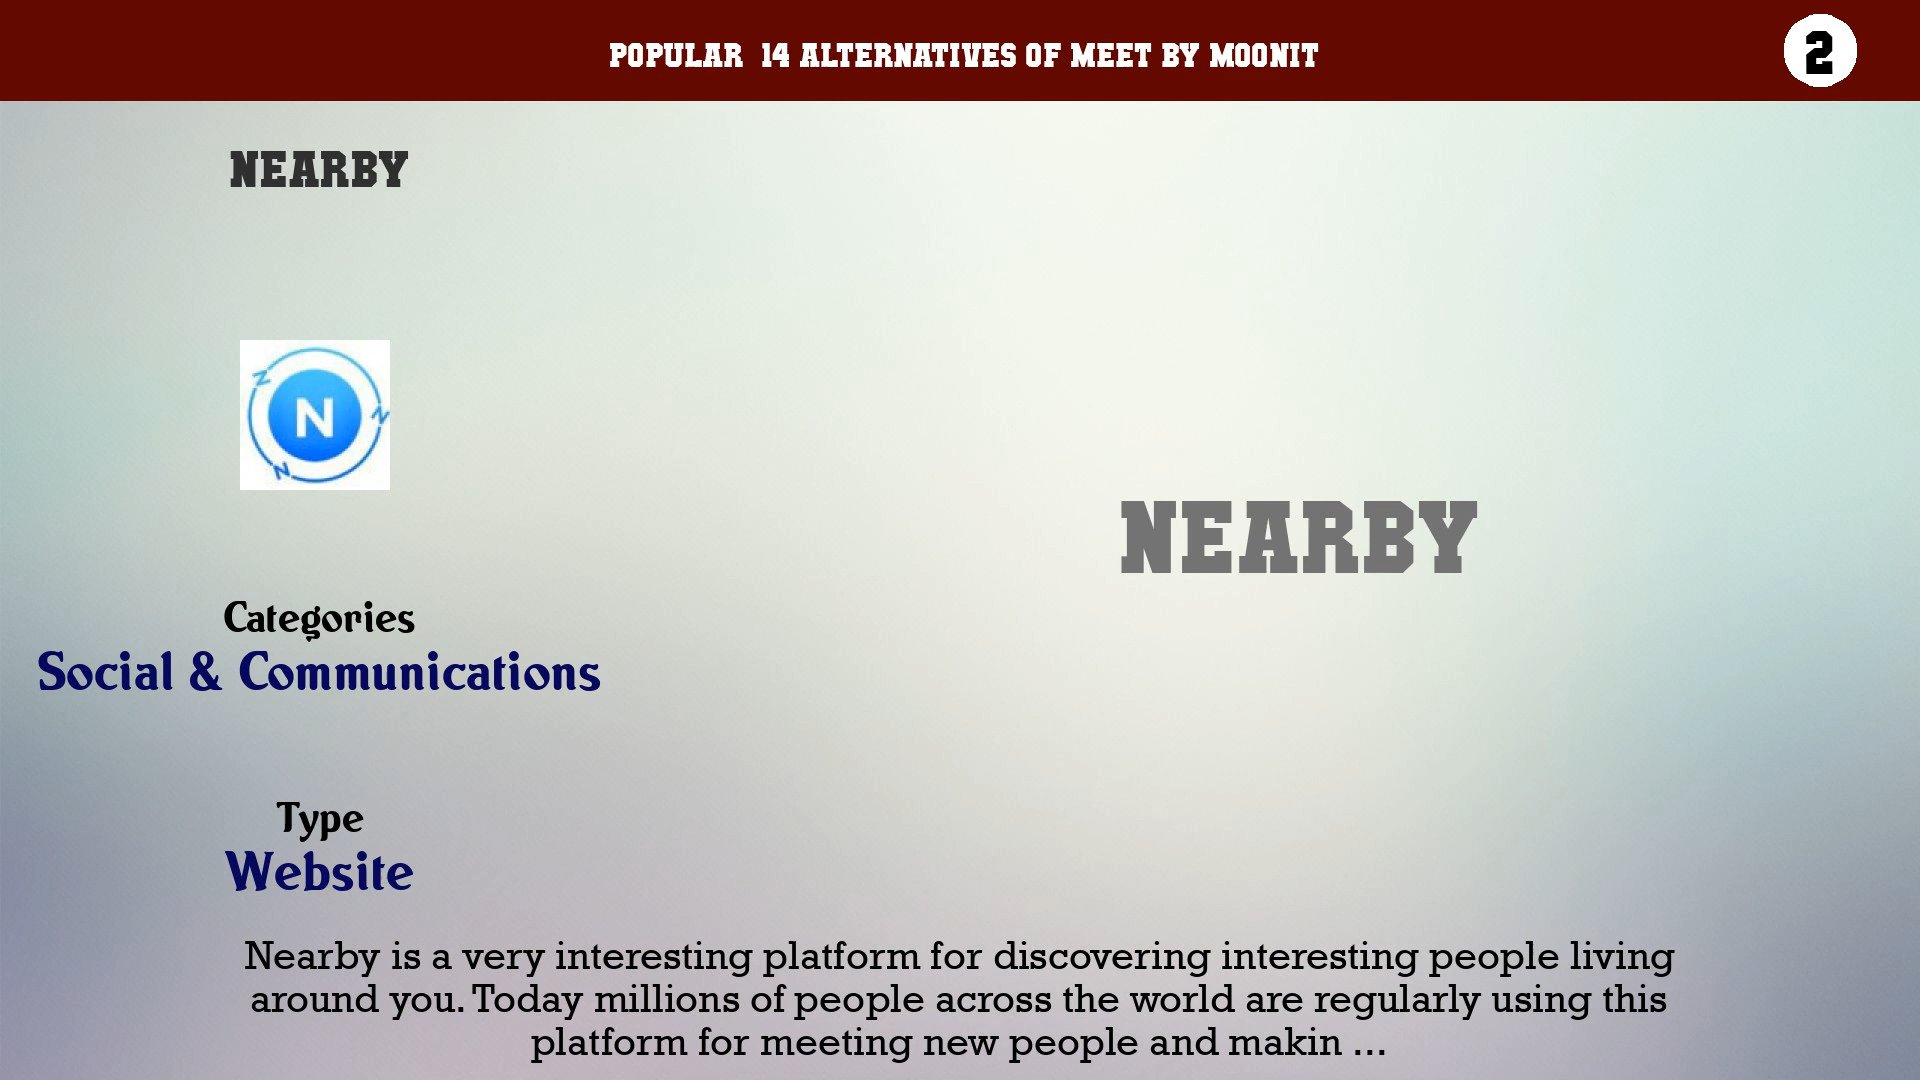 POPULAR 14 ALTERNATIVES OF MEET BY MOONIT
2
NEARBY
N
N
N
N
NEARBY
Categories
Social & Communications
Type
Website
Nearby is a very interesting platform for discovering interesting people living
around you. Today millions of people across the world are regularly using this
platform for meeting new people and makin ...